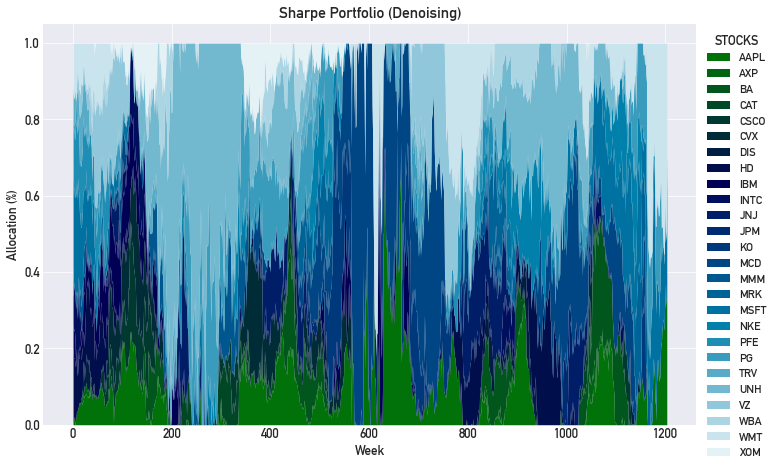 Sharpe Portfolio (Denoising)
STOCKS
AAPL
AXP
BA
CAT
CSCO
CVX
DIS
HD
IBM
INTC
JNJ
JPM
KO
MCD
MMM
MRK
MSFT
NKE
PFE
PG
TRV
UNH
VZ
WBA
WMT
XOM
Allocation (%)
1.0
0.8
0.6
0.4
0.2
0.0
0 200 400 600 800 1000 1200
Week